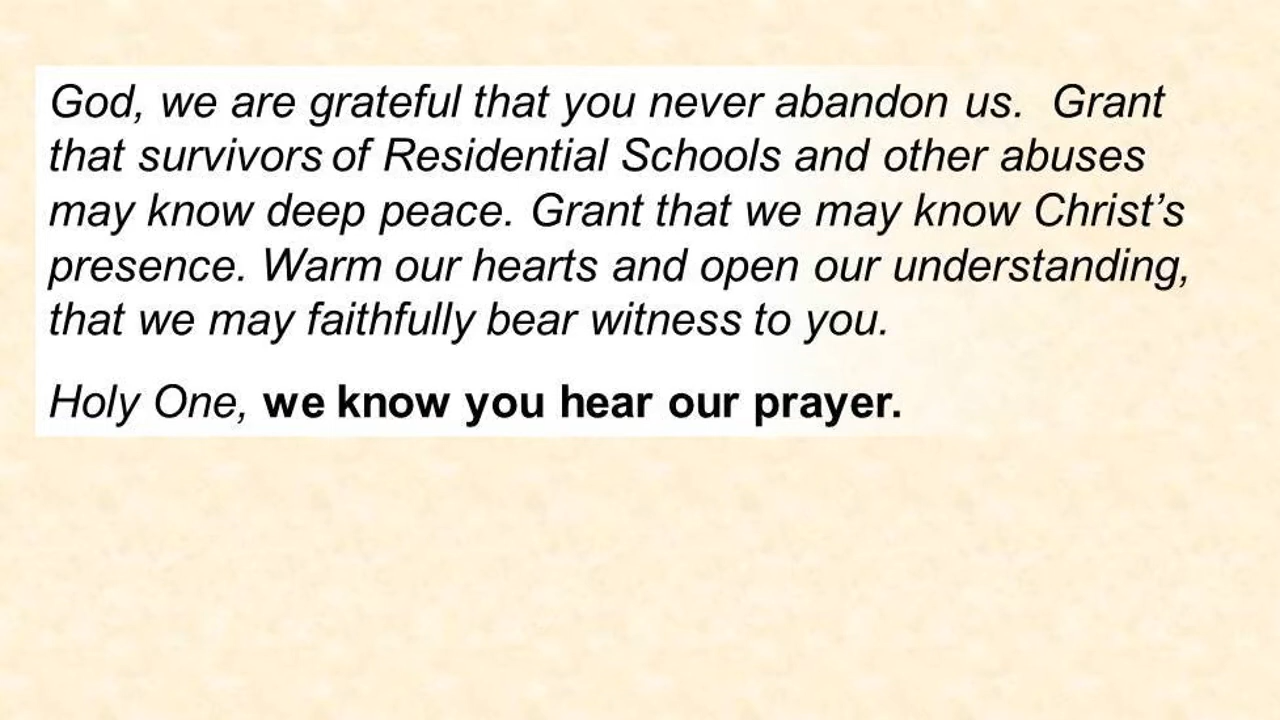 God, we are grateful that you never abandon us.  Grant
that survivors of Residential Schools and other abuses
may know deep peace. Grant that we may know Christ’s
presence. Warm our hearts and open our understanding,
that we may faithfully bear witness to you.
Holy One, we know you hear our prayer.